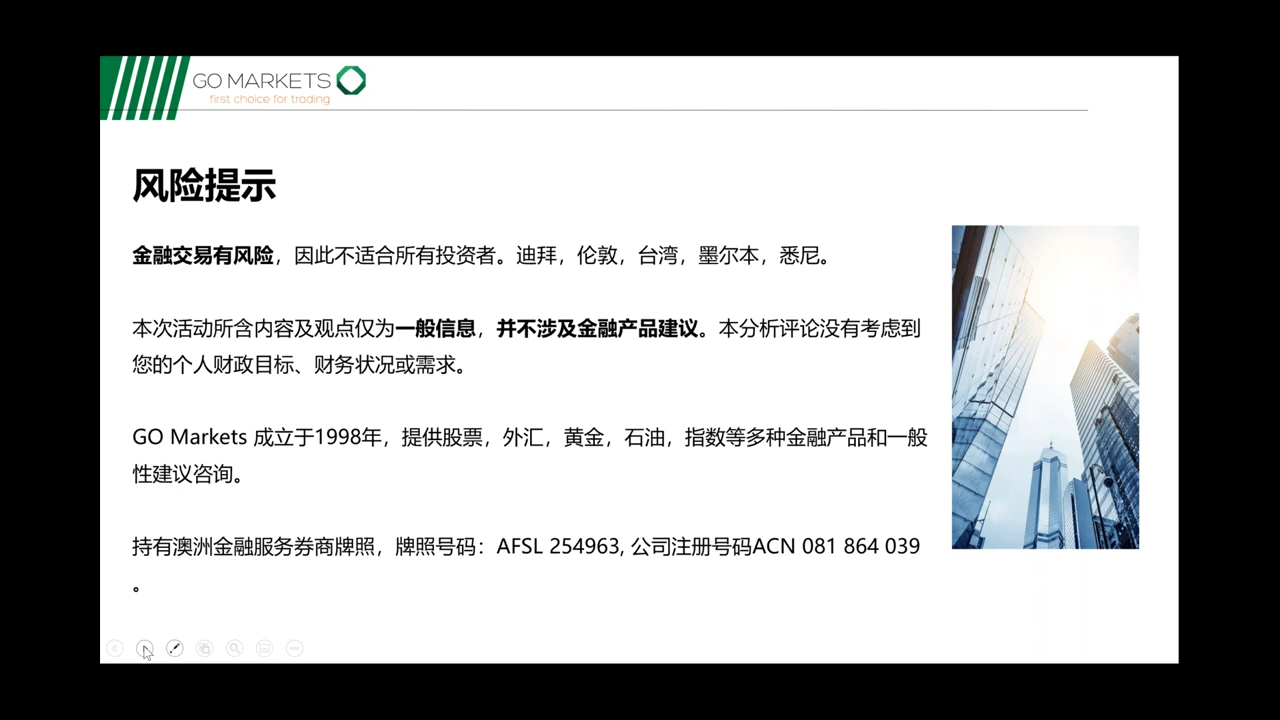 GO MARKETS
first choice for trading
风险提示
金融交易有风险，因此不适合所有投资者。迪拜，伦敦，台湾，墨尔本，悉尼。
本次活动所含内容及观点仅为一般信息，并不涉及金融产品建议。本分析评论没有考虑到
您的个人财政目标、财务状况或需求。
GO Markets 成立于1998年，提供股票，外汇，黄金，石油，指数等多种金融产品和一般
性建议咨询。
持有澳洲金融服务券商牌照，牌照号码：AFSL 254963, 公司注册号码ACN 081 864 039
。